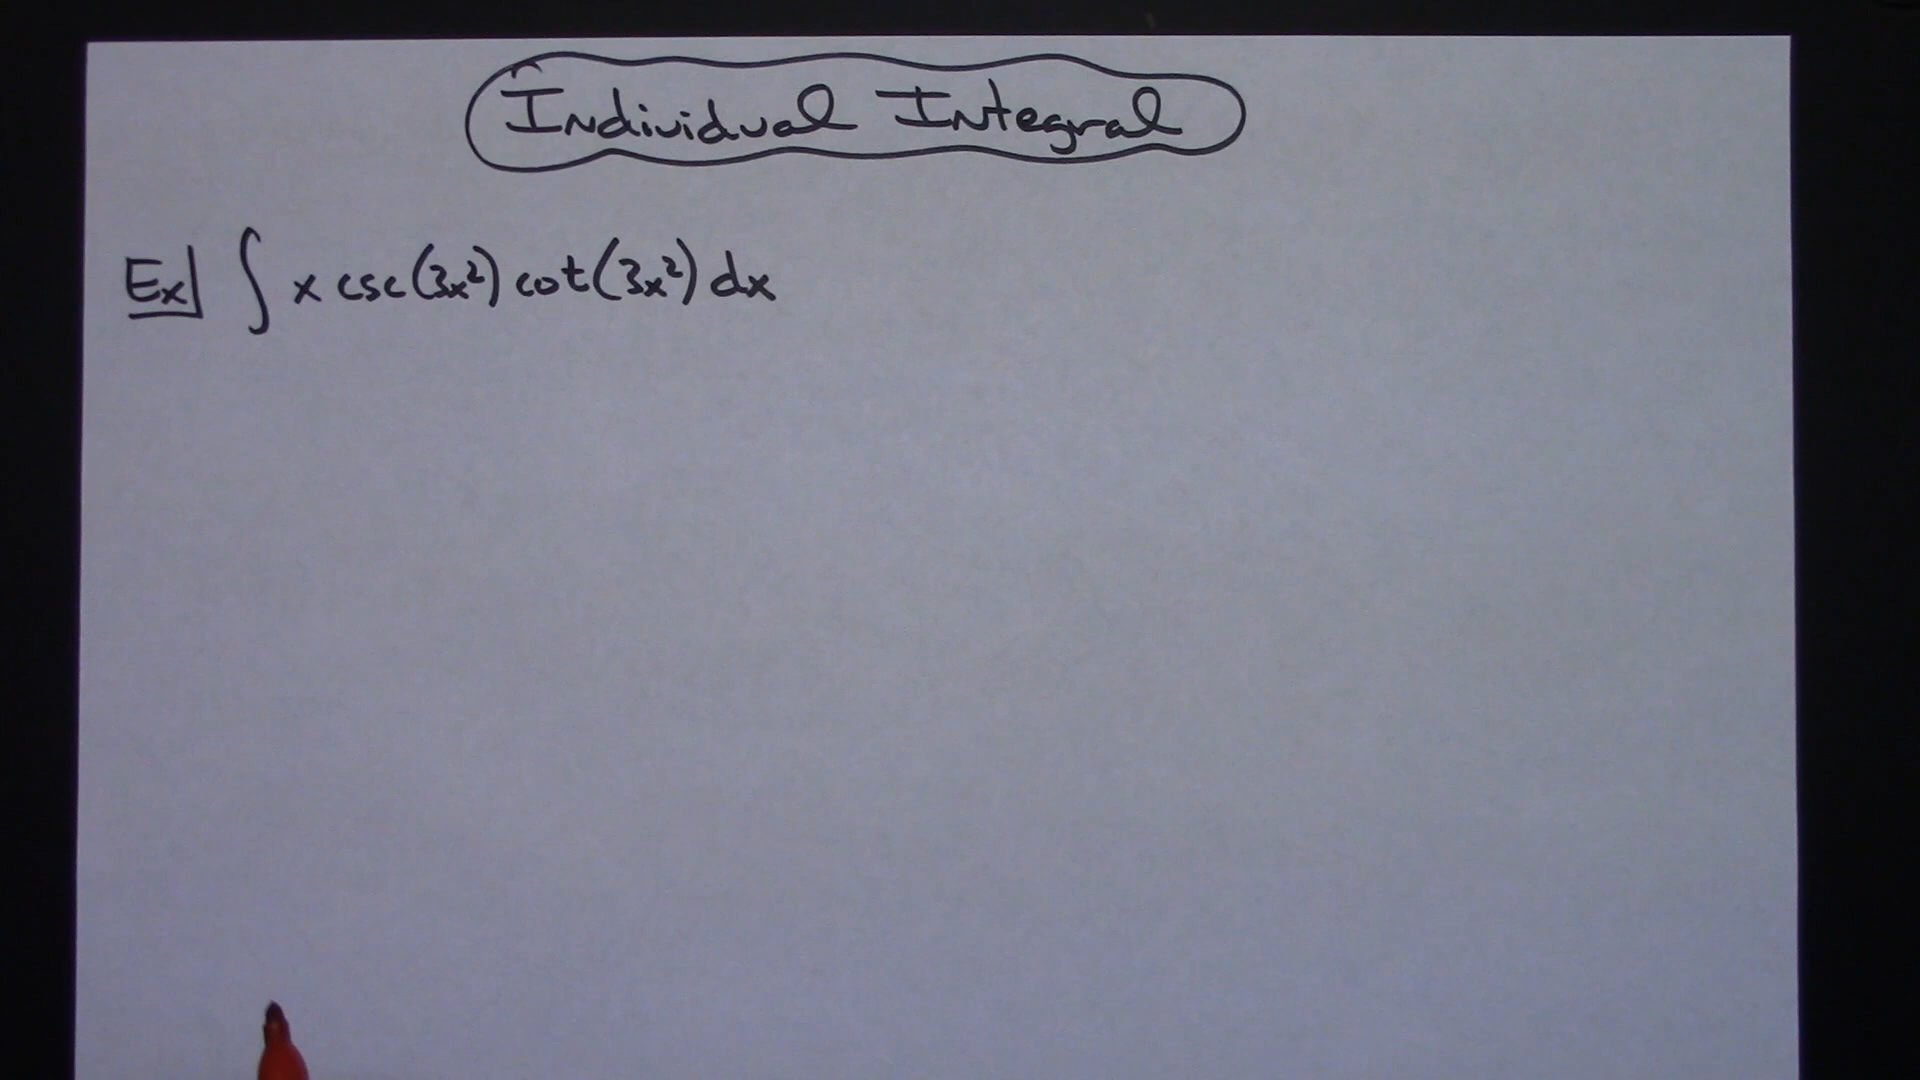 Individual Integral
Ex| ∫ x csc(3x²) cot(3x²) dx